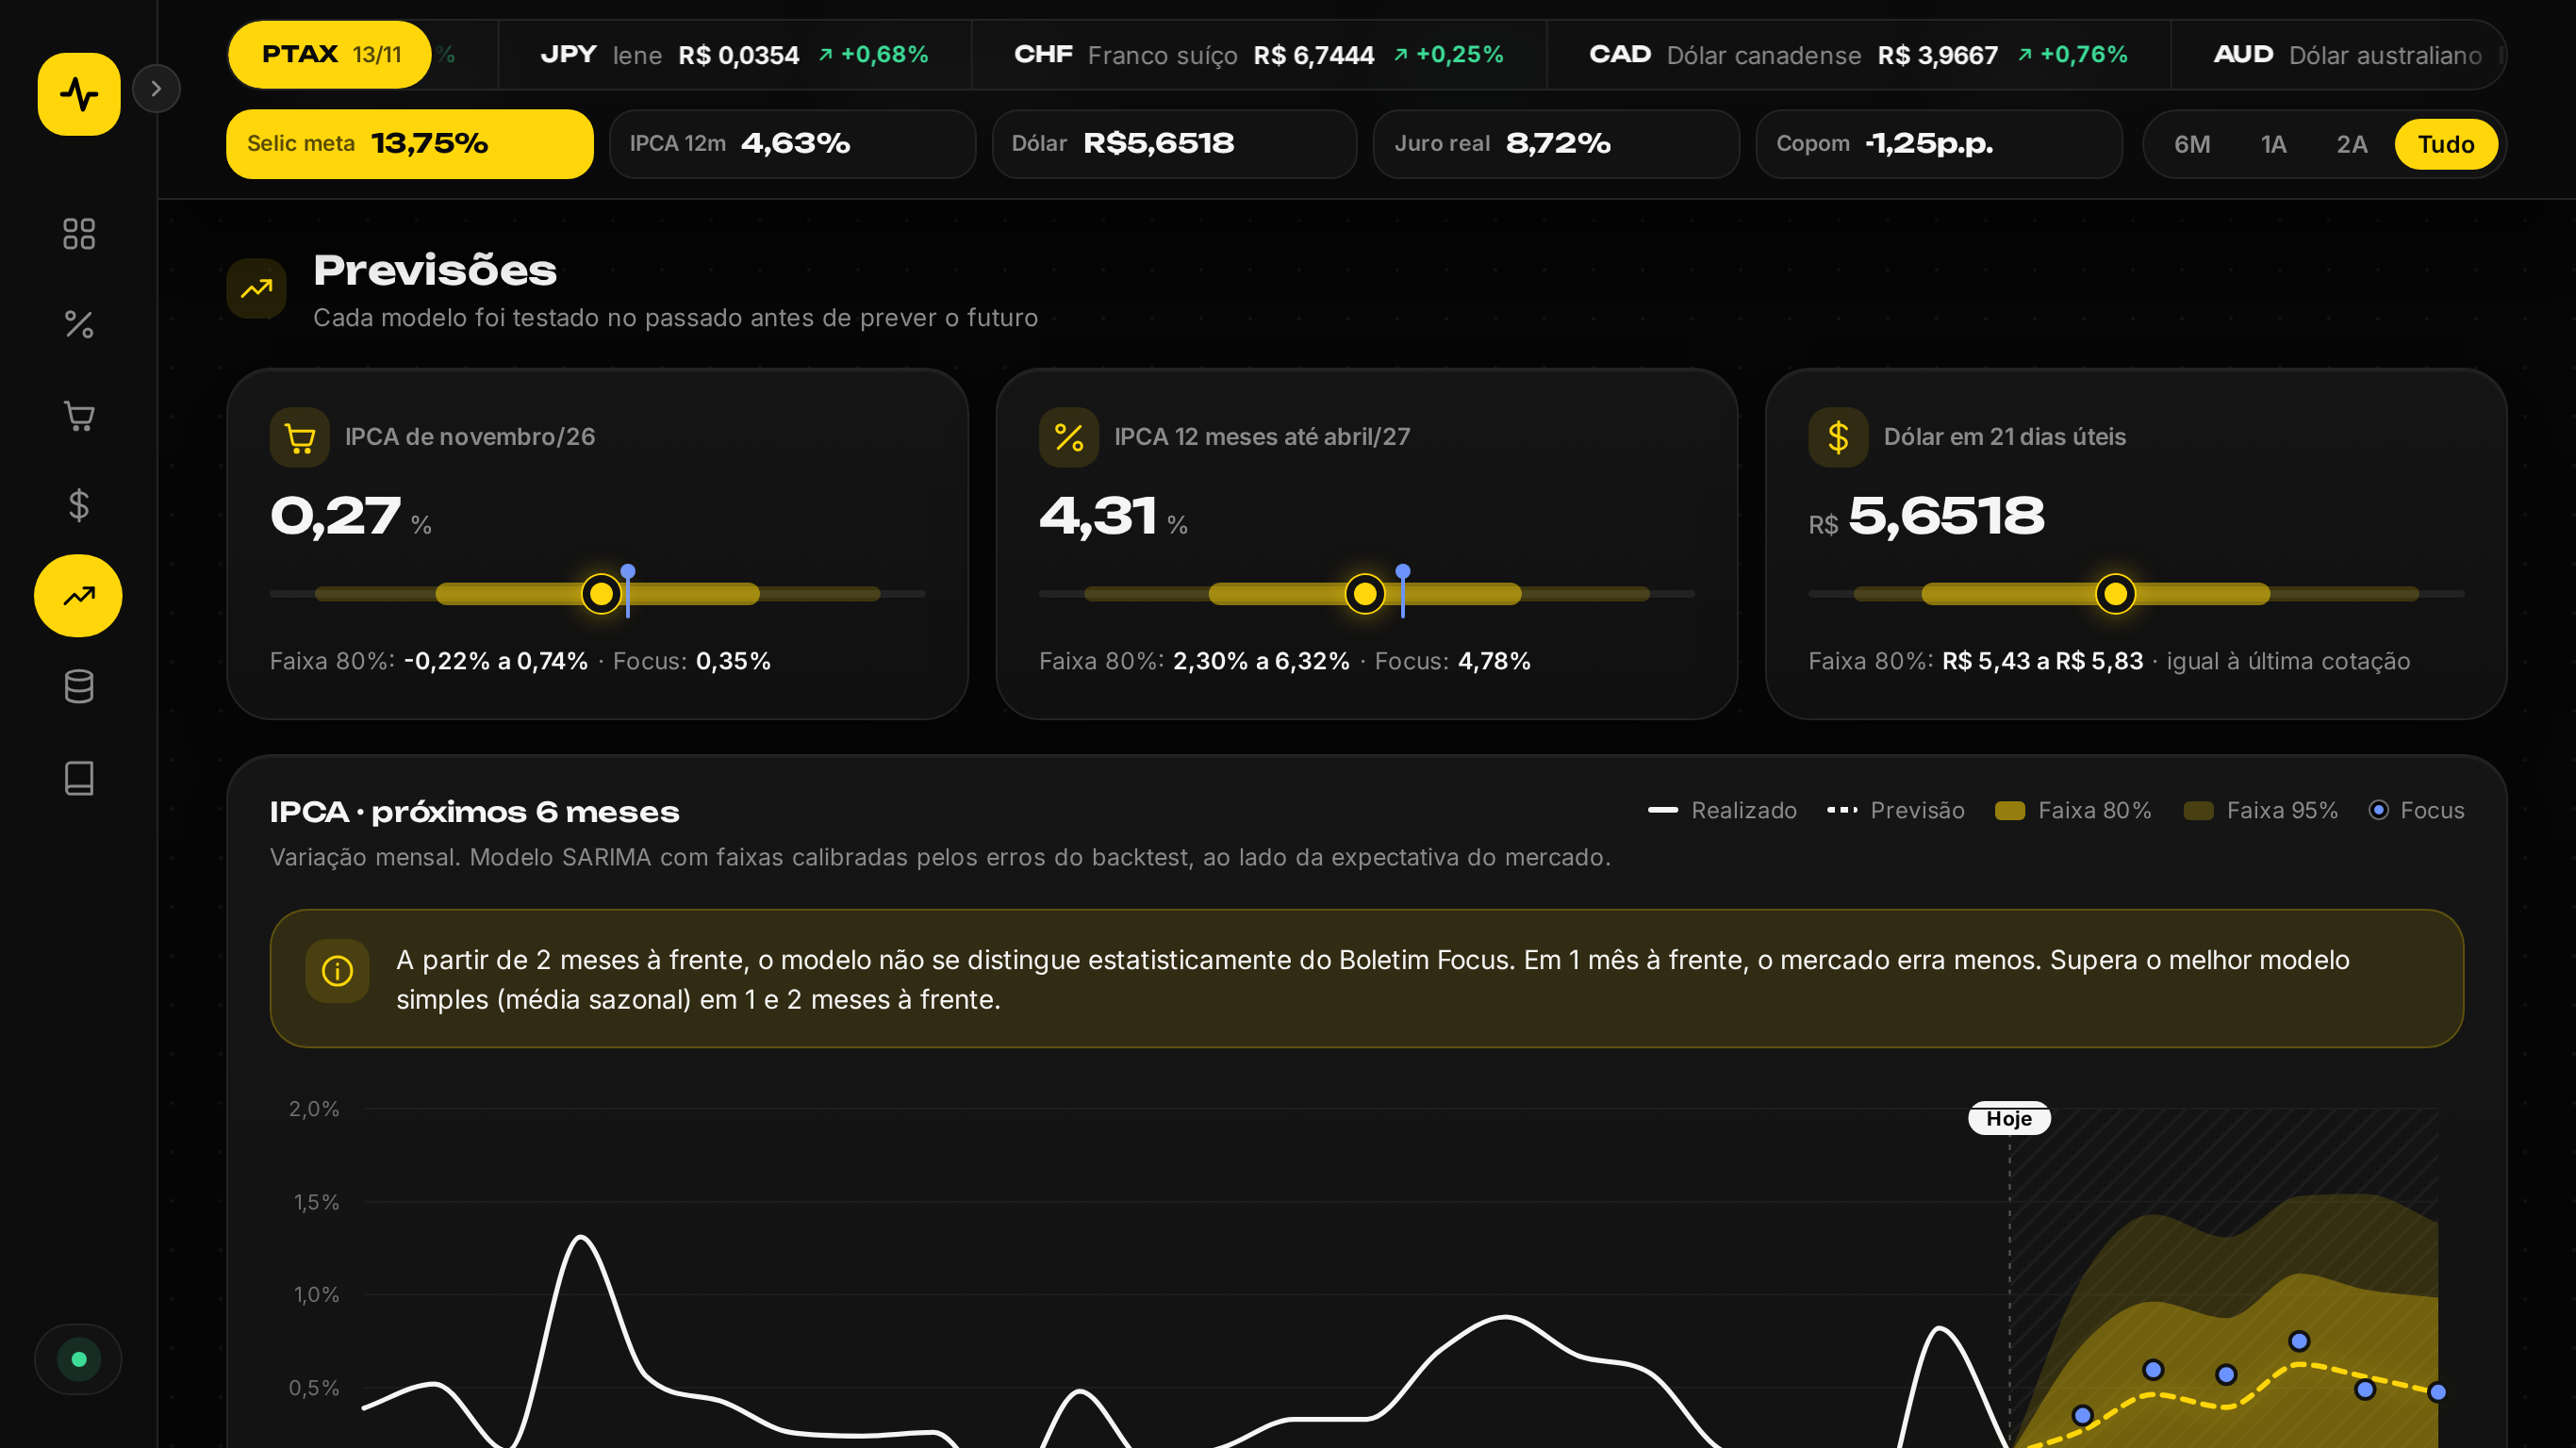 PTAX 13/11 % JPY Iene R$ 0,0354 +0,68% CHF Franco suíço R$ 6,7444 +0,25% CAD Dólar canadense R$ 3,9667 +0,76% AUD Dólar australiano
Selic meta 13,75% IPCA 12m 4,63% Dólar R$5,6518 Juro real 8,72% Copom -1,25p.p. 6M 1A 2A Tudo
Previsões
Cada modelo foi testado no passado antes de prever o futuro
IPCA de novembro/26
0,27 %
Faixa 80%: -0,22% a 0,74% · Focus: 0,35%
IPCA 12 meses até abril/27
4,31 %
Faixa 80%: 2,30% a 6,32% · Focus: 4,78%
Dólar em 21 dias úteis
R$ 5,6518
Faixa 80%: R$ 5,43 a R$ 5,83 · igual à última cotação
IPCA · próximos 6 meses
Realizado Previsão Faixa 80% Faixa 95% Focus
Variação mensal. Modelo SARIMA com faixas calibradas pelos erros do backtest, ao lado da expectativa do mercado.
A partir de 2 meses à frente, o modelo não se distingue estatisticamente do Boletim Focus. Em 1 mês à frente, o mercado erra menos. Supera o melhor modelo
simples (média sazonal) em 1 e 2 meses à frente.
2,0%
Hoje
1,5%
1,0%
0,5%